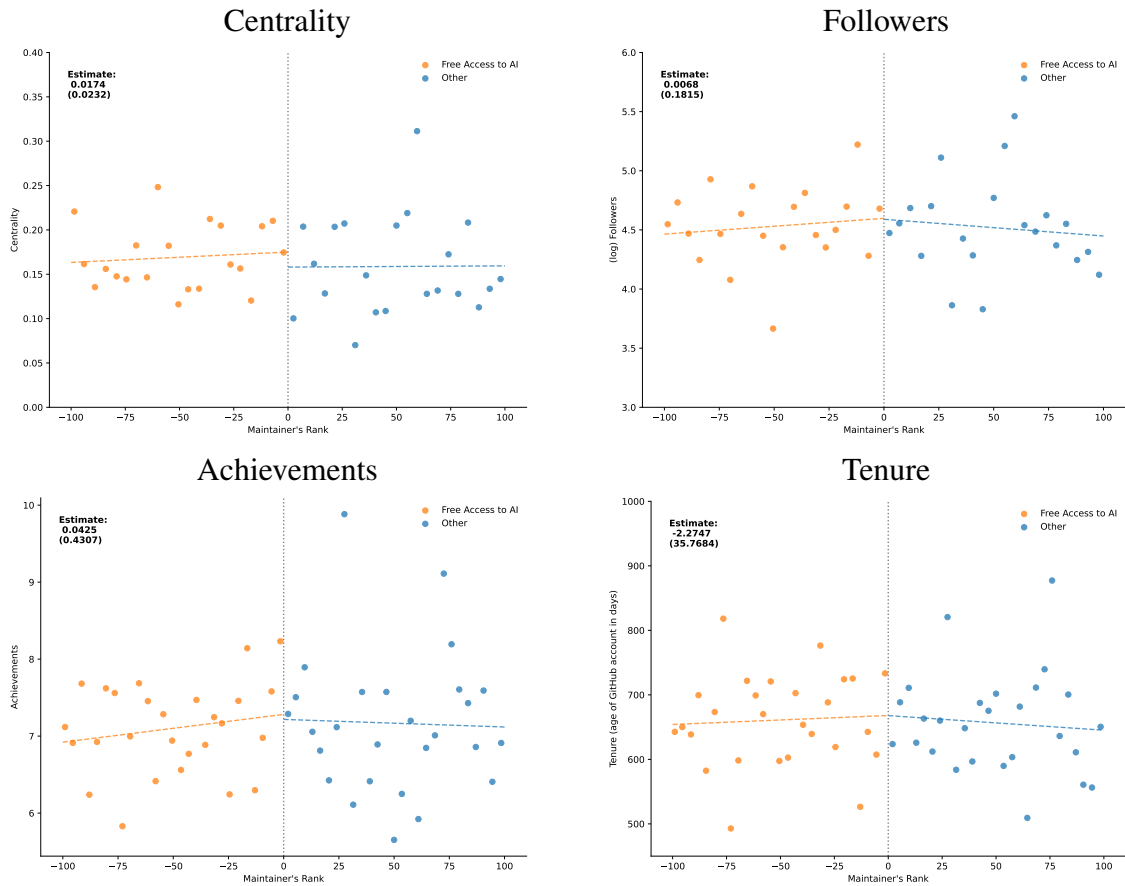 Centrality
0.40
0.35
0.30
0.25
0.20
0.15
0.10
0.05
0.00
Centrality
Estimate:
0.0174
(0.0232)
Free Access to AI
Other
−100
−75
−50
−25
0
25
50
75
100
Maintainer's Rank
Followers
6.0
5.5
5.0
4.5
4.0
3.5
3.0
(log) Followers
Estimate:
0.0068
(0.1815)
Free Access to AI
Other
−100
−75
−50
−25
0
25
50
75
100
Maintainer's Rank
Achievements
10
9
8
7
6
Achievements
Estimate:
0.0425
(0.4307)
Free Access to AI
Other
−100
−75
−50
−25
0
25
50
75
100
Maintainer's Rank
Tenure
1000
900
800
700
600
500
Tenure (age of GitHub account in days)
Estimate:
-2.2747
(35.7684)
Free Access to AI
Other
−100
−75
−50
−25
0
25
50
75
100
Maintainer's Rank